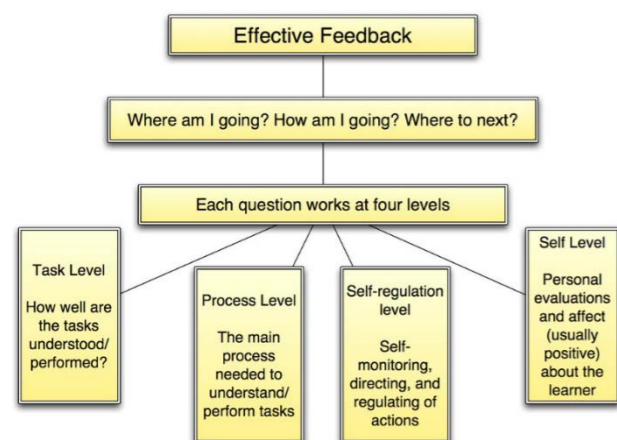 Effective Feedback
Where am I going? How am I going? Where to next?
Each question works at four levels
Task Level
How well are
the tasks
understood/
performed?
Process Level
The main
process
needed to
understand/
perform tasks
Self-regulation
level
Self-
monitoring,
directing, and
regulating of
actions
Self Level
Personal
evaluations
and affect
(usually
positive)
about the
learner